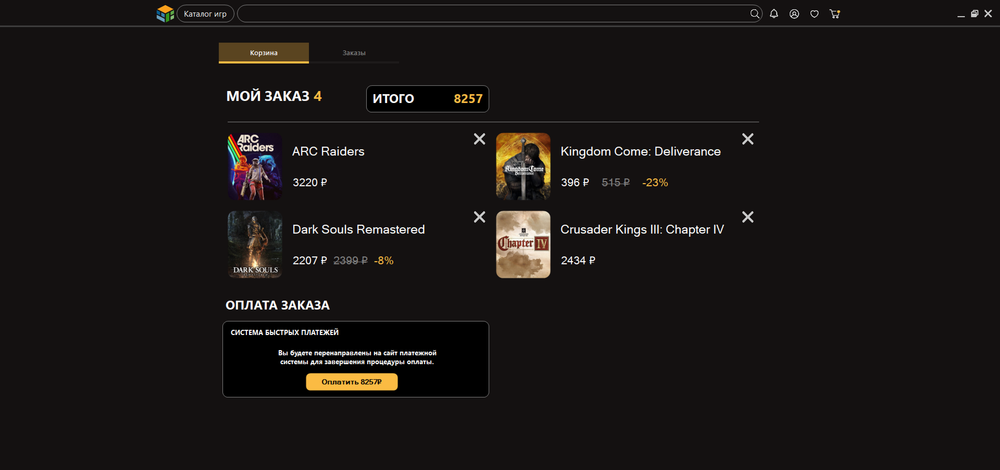 Каталог игр
Корзина
Заказы
МОЙ ЗАКАЗ 4
ИТОГО 8257
ARC Raiders
ARC Raiders
3220 ₽
Kingdom Come
Deliverance
Kingdom Come: Deliverance
396 ₽ 515 ₽ -23%
DARK SOULS
REMASTERED
Dark Souls Remastered
2207 ₽ 2399 ₽ -8%
Chapter IV
Crusader Kings III: Chapter IV
2434 ₽
ОПЛАТА ЗАКАЗА
СИСТЕМА БЫСТРЫХ ПЛАТЕЖЕЙ
Вы будете перенаправлены на сайт платежной
системы для завершения процедуры оплаты.
Оплатить 8257₽